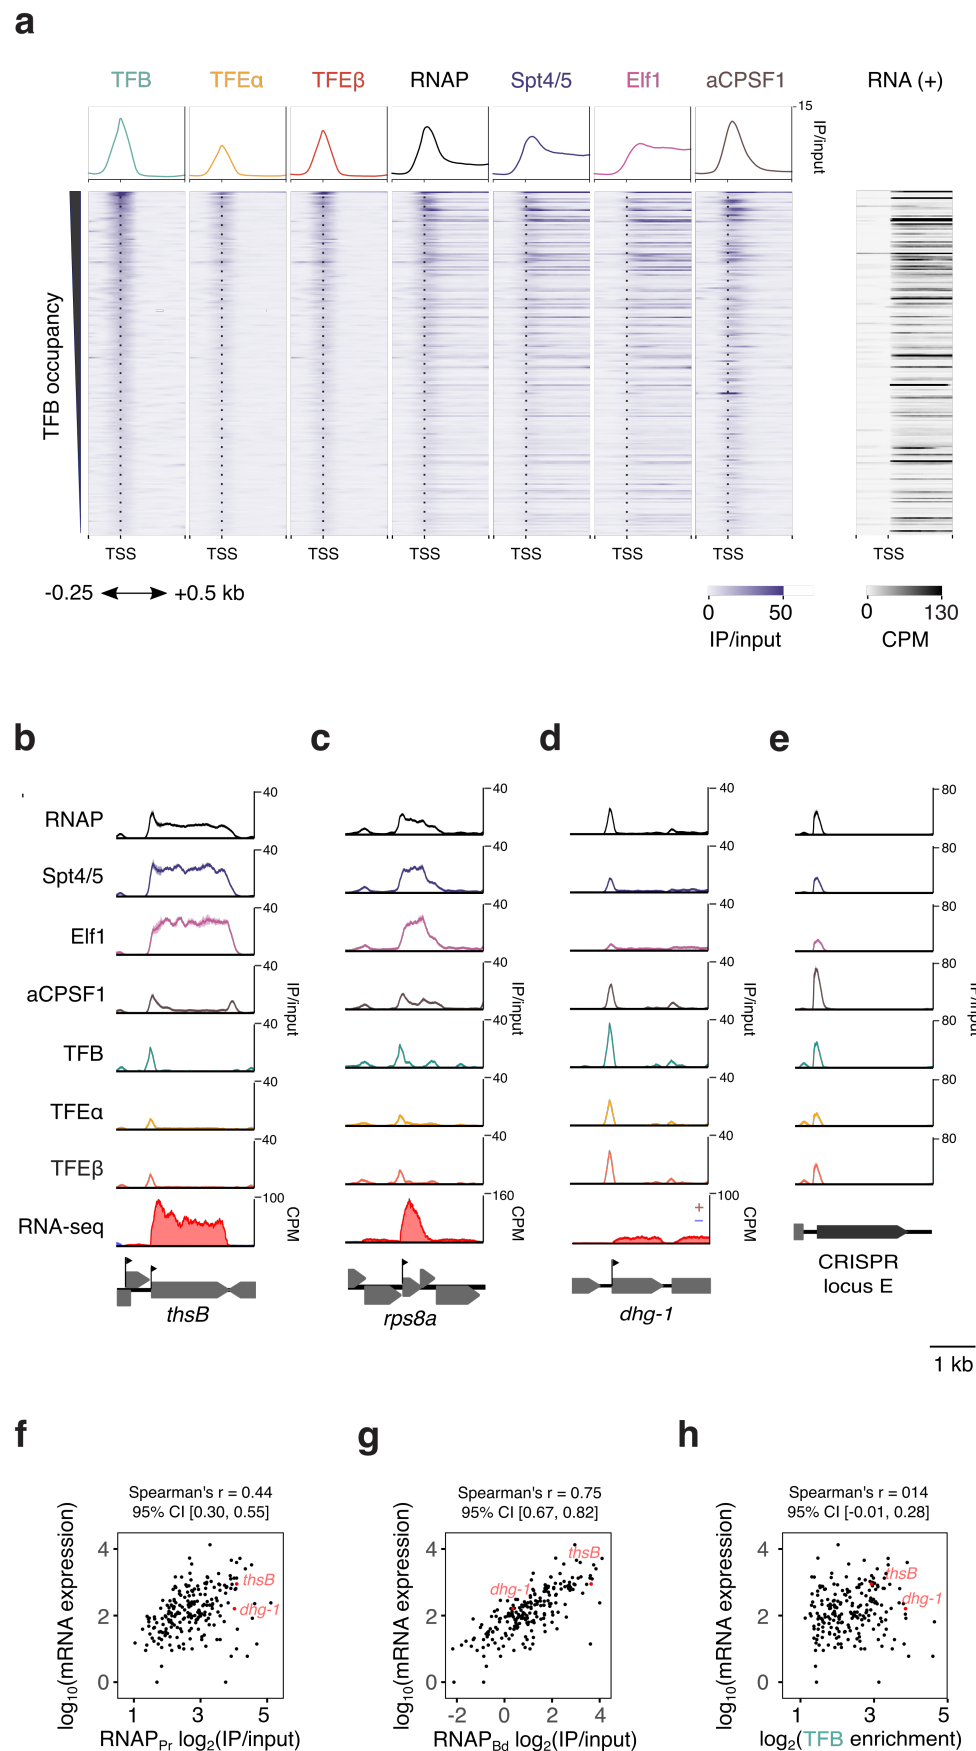 a
TFB TFEα TFEβ RNAP Spt4/5 Elf1 aCPSF1 RNA (+)
15
IP/input
TFB occupancy
TSS TSS TSS TSS TSS TSS TSS TSS
-0.25 +0.5 kb
0 50
IP/input
0 130
CPM
b c d e
RNAP 40 40 40 80
Spt4/5 40 40 40 80
Elf1 40 40 40 80
aCPSF1 40 40 40 80
IP/input IP/input IP/input
TFB 40 40 40 80
TFEα 40 40 40 80
TFEβ 40 40 40 80
RNA-seq 100 160 100
CPM CPM CPM
+
−
thsB rps8a dhg-1
CRISPR
locus E
1 kb
f g h
Spearman's r = 0.44
95% CI [0.30, 0.55]
log10(mRNA expression)
4
2
0
thsB
dhg-1
1 3 5
RNAPPr log2(IP/input)
Spearman's r = 0.75
95% CI [0.67, 0.82]
log10(mRNA expression)
4
2
0
thsB
dhg-1
-2 0 2 4
RNAPBd log2(IP/input)
Spearman's r = 014
95% CI [-0.01, 0.28]
log10(mRNA expression)
4
2
0
thsB
dhg-1
1 3 5
log2(TFB enrichment)